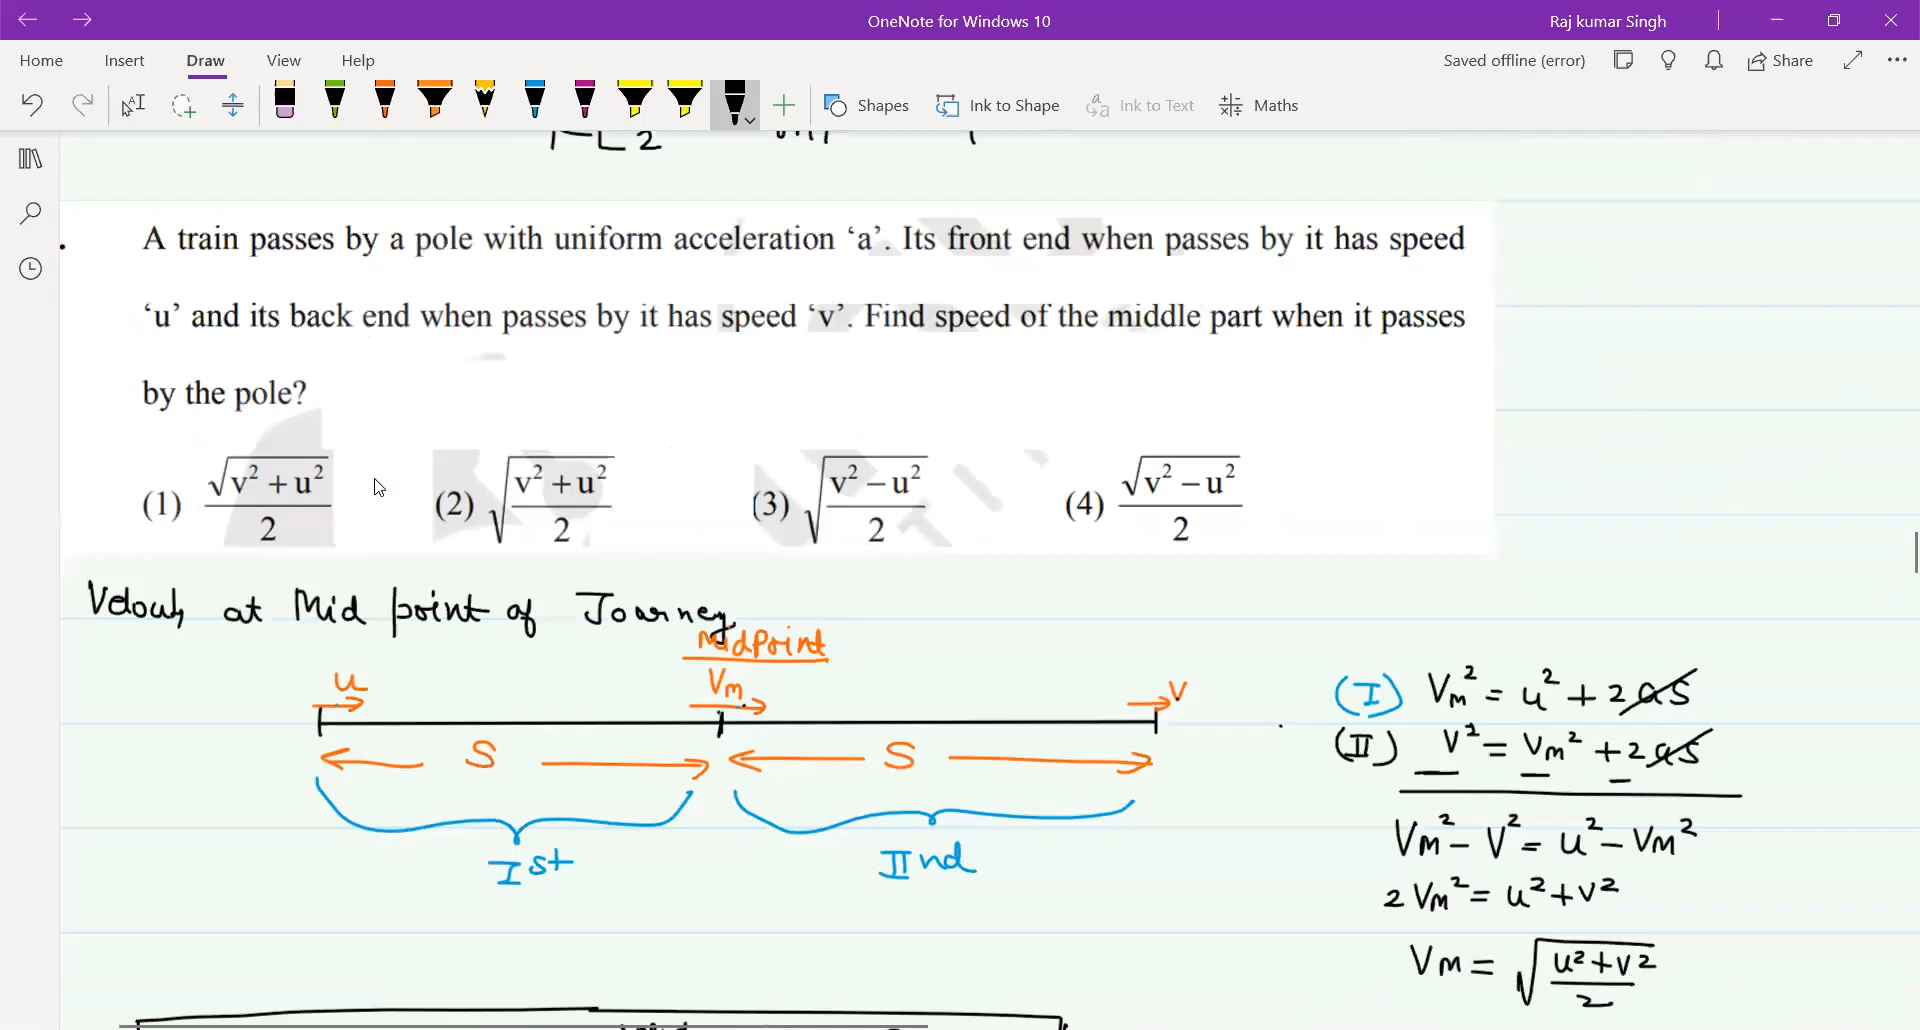 OneNote for Windows 10
Raj kumar Singh
Home Insert Draw View Help
Saved offline (error) Share
Shapes Ink to Shape Ink to Text Maths
A train passes by a pole with uniform acceleration ‘a’. Its front end when passes by it has speed
‘u’ and its back end when passes by it has speed ‘v’. Find speed of the middle part when it passes
by the pole?
(1) √(v² + u²)/2 (2) √((v² + u²)/2) (3) √((v² − u²)/2) (4) √(v² − u²)/2
at Mid point of Journey
Midpoint
u Vm v
S S
I st II nd
(I) Vm² = u² + 2as
(II) V² = Vm² + 2as
Vm² − V² = u² − Vm²
2 Vm² = u² + v²
Vm = √((u² + v²)/2)